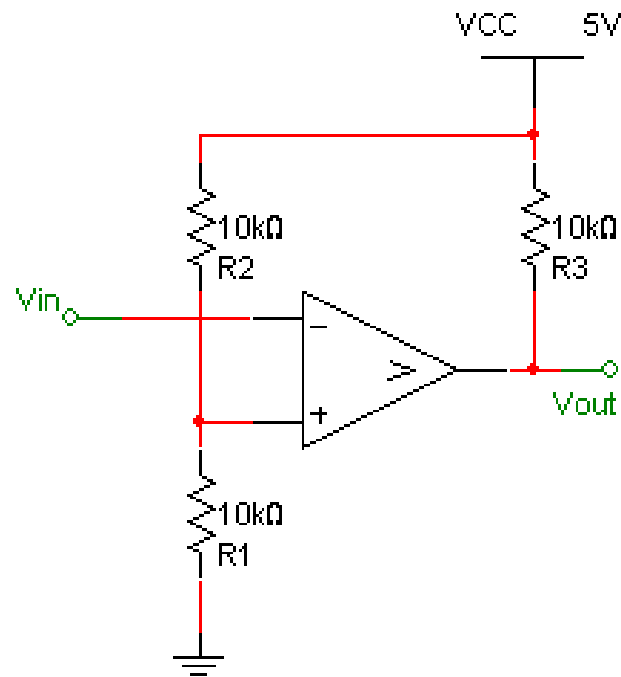 VCC 5V
10kΩ
R2
10kΩ
R3
Vin
−
>
+
Vout
10kΩ
R1